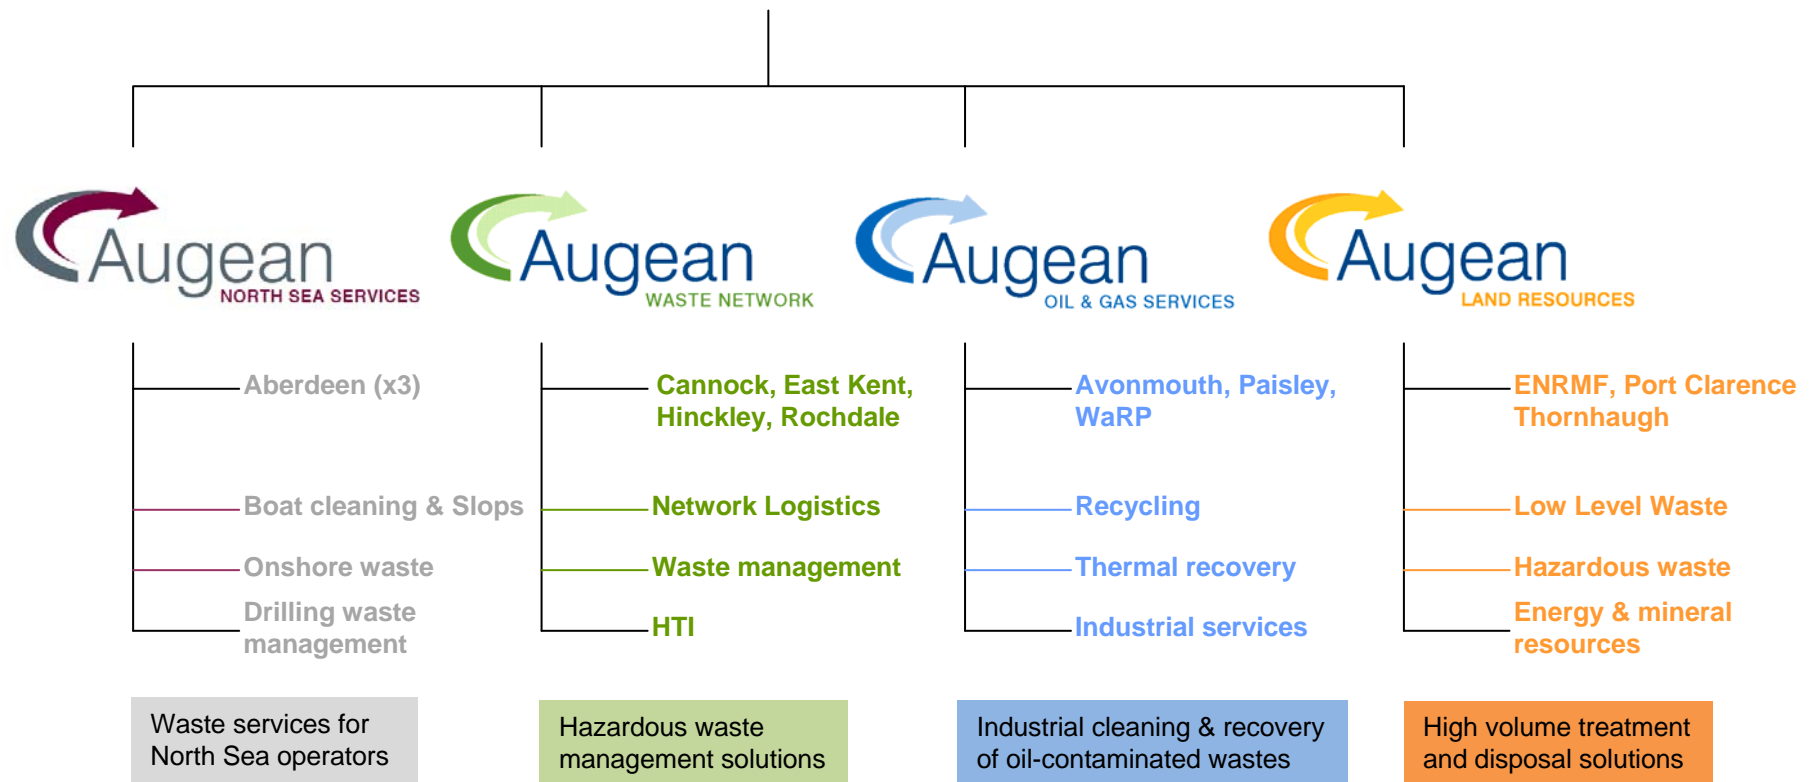 Augean
NORTH SEA SERVICES
Aberdeen (x3)
Boat cleaning & Slops
Onshore waste
Drilling waste
management
Waste services for
North Sea operators
Augean
WASTE NETWORK
Cannock, East Kent,
Hinckley, Rochdale
Network Logistics
Waste management
HTI
Hazardous waste
management solutions
Augean
OIL & GAS SERVICES
Avonmouth, Paisley,
WaRP
Recycling
Thermal recovery
Industrial services
Industrial cleaning & recovery
of oil-contaminated wastes
Augean
LAND RESOURCES
ENRMF, Port Clarence
Thornhaugh
Low Level Waste
Hazardous waste
Energy & mineral
resources
High volume treatment
and disposal solutions